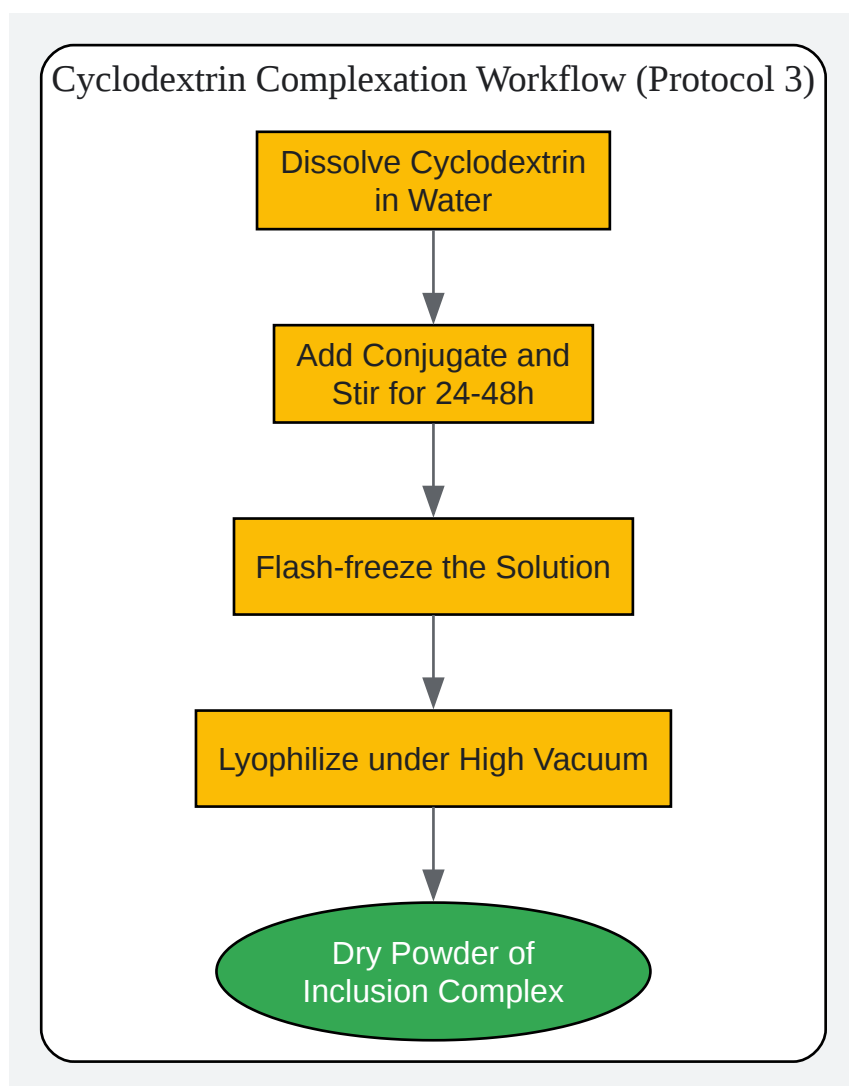 Cyclodextrin Complexation Workflow (Protocol 3)
Dissolve Cyclodextrin
in Water
Add Conjugate and
Stir for 24-48h
Flash-freeze the Solution
Lyophilize under High Vacuum
Dry Powder of
Inclusion Complex